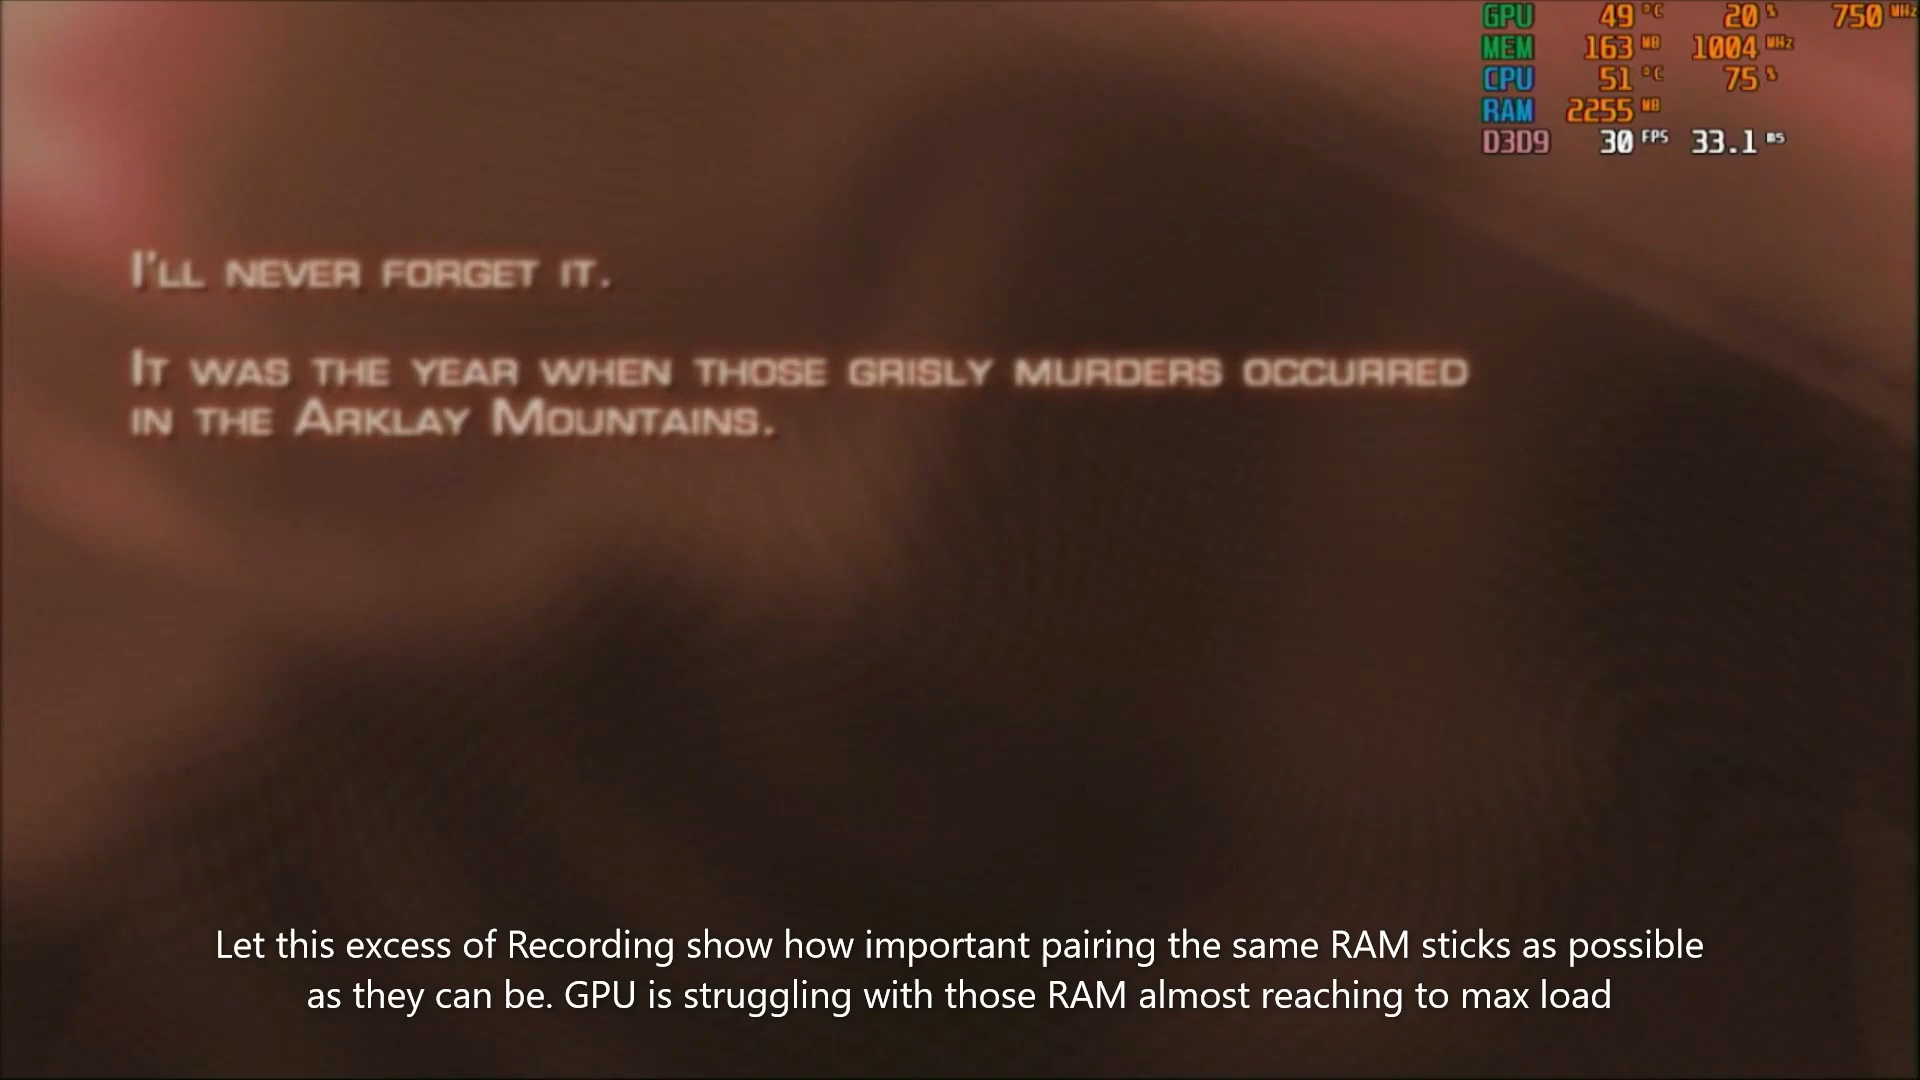 GPU 49 °C 20 % 750 MHz
MEM 163 MB 1004 MHz
CPU 51 °C 75 %
RAM 2255 MB
D3D9 30 FPS 33.1 ms
I'LL NEVER FORGET IT.
IT WAS THE YEAR WHEN THOSE GRISLY MURDERS OCCURRED
IN THE ARKLAY MOUNTAINS.
Let this excess of Recording show how important pairing the same RAM sticks as possible
as they can be. GPU is struggling with those RAM almost reaching to max load